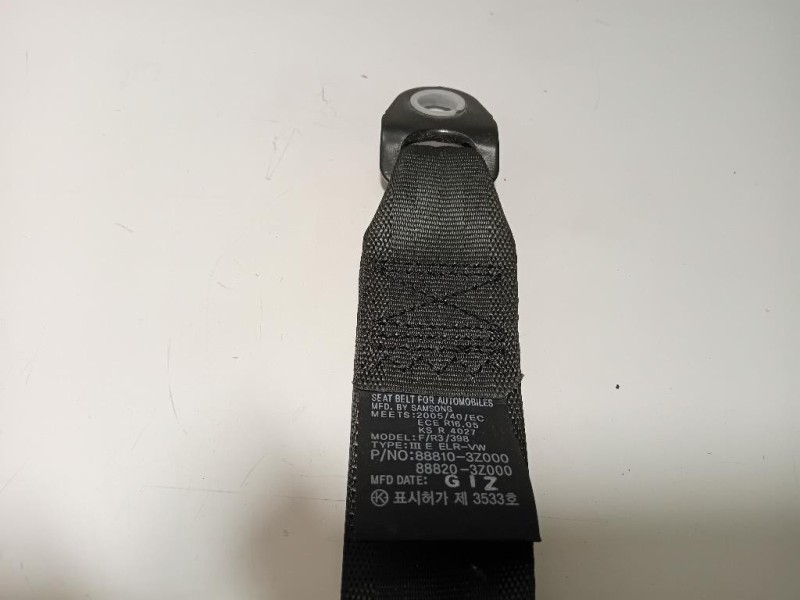 SEAT BELT FOR AUTOMOBILES
MFD. BY SAMSONG
MEETS:2005/40/EC
ECE R16.05
KS R 4027
MODEL:F/R3/398
TYPE:III E ELR-VW
P/NO:88810-3Z000
88820-3Z000
MFD DATE: G I Z
K 표시허가 제 3533호